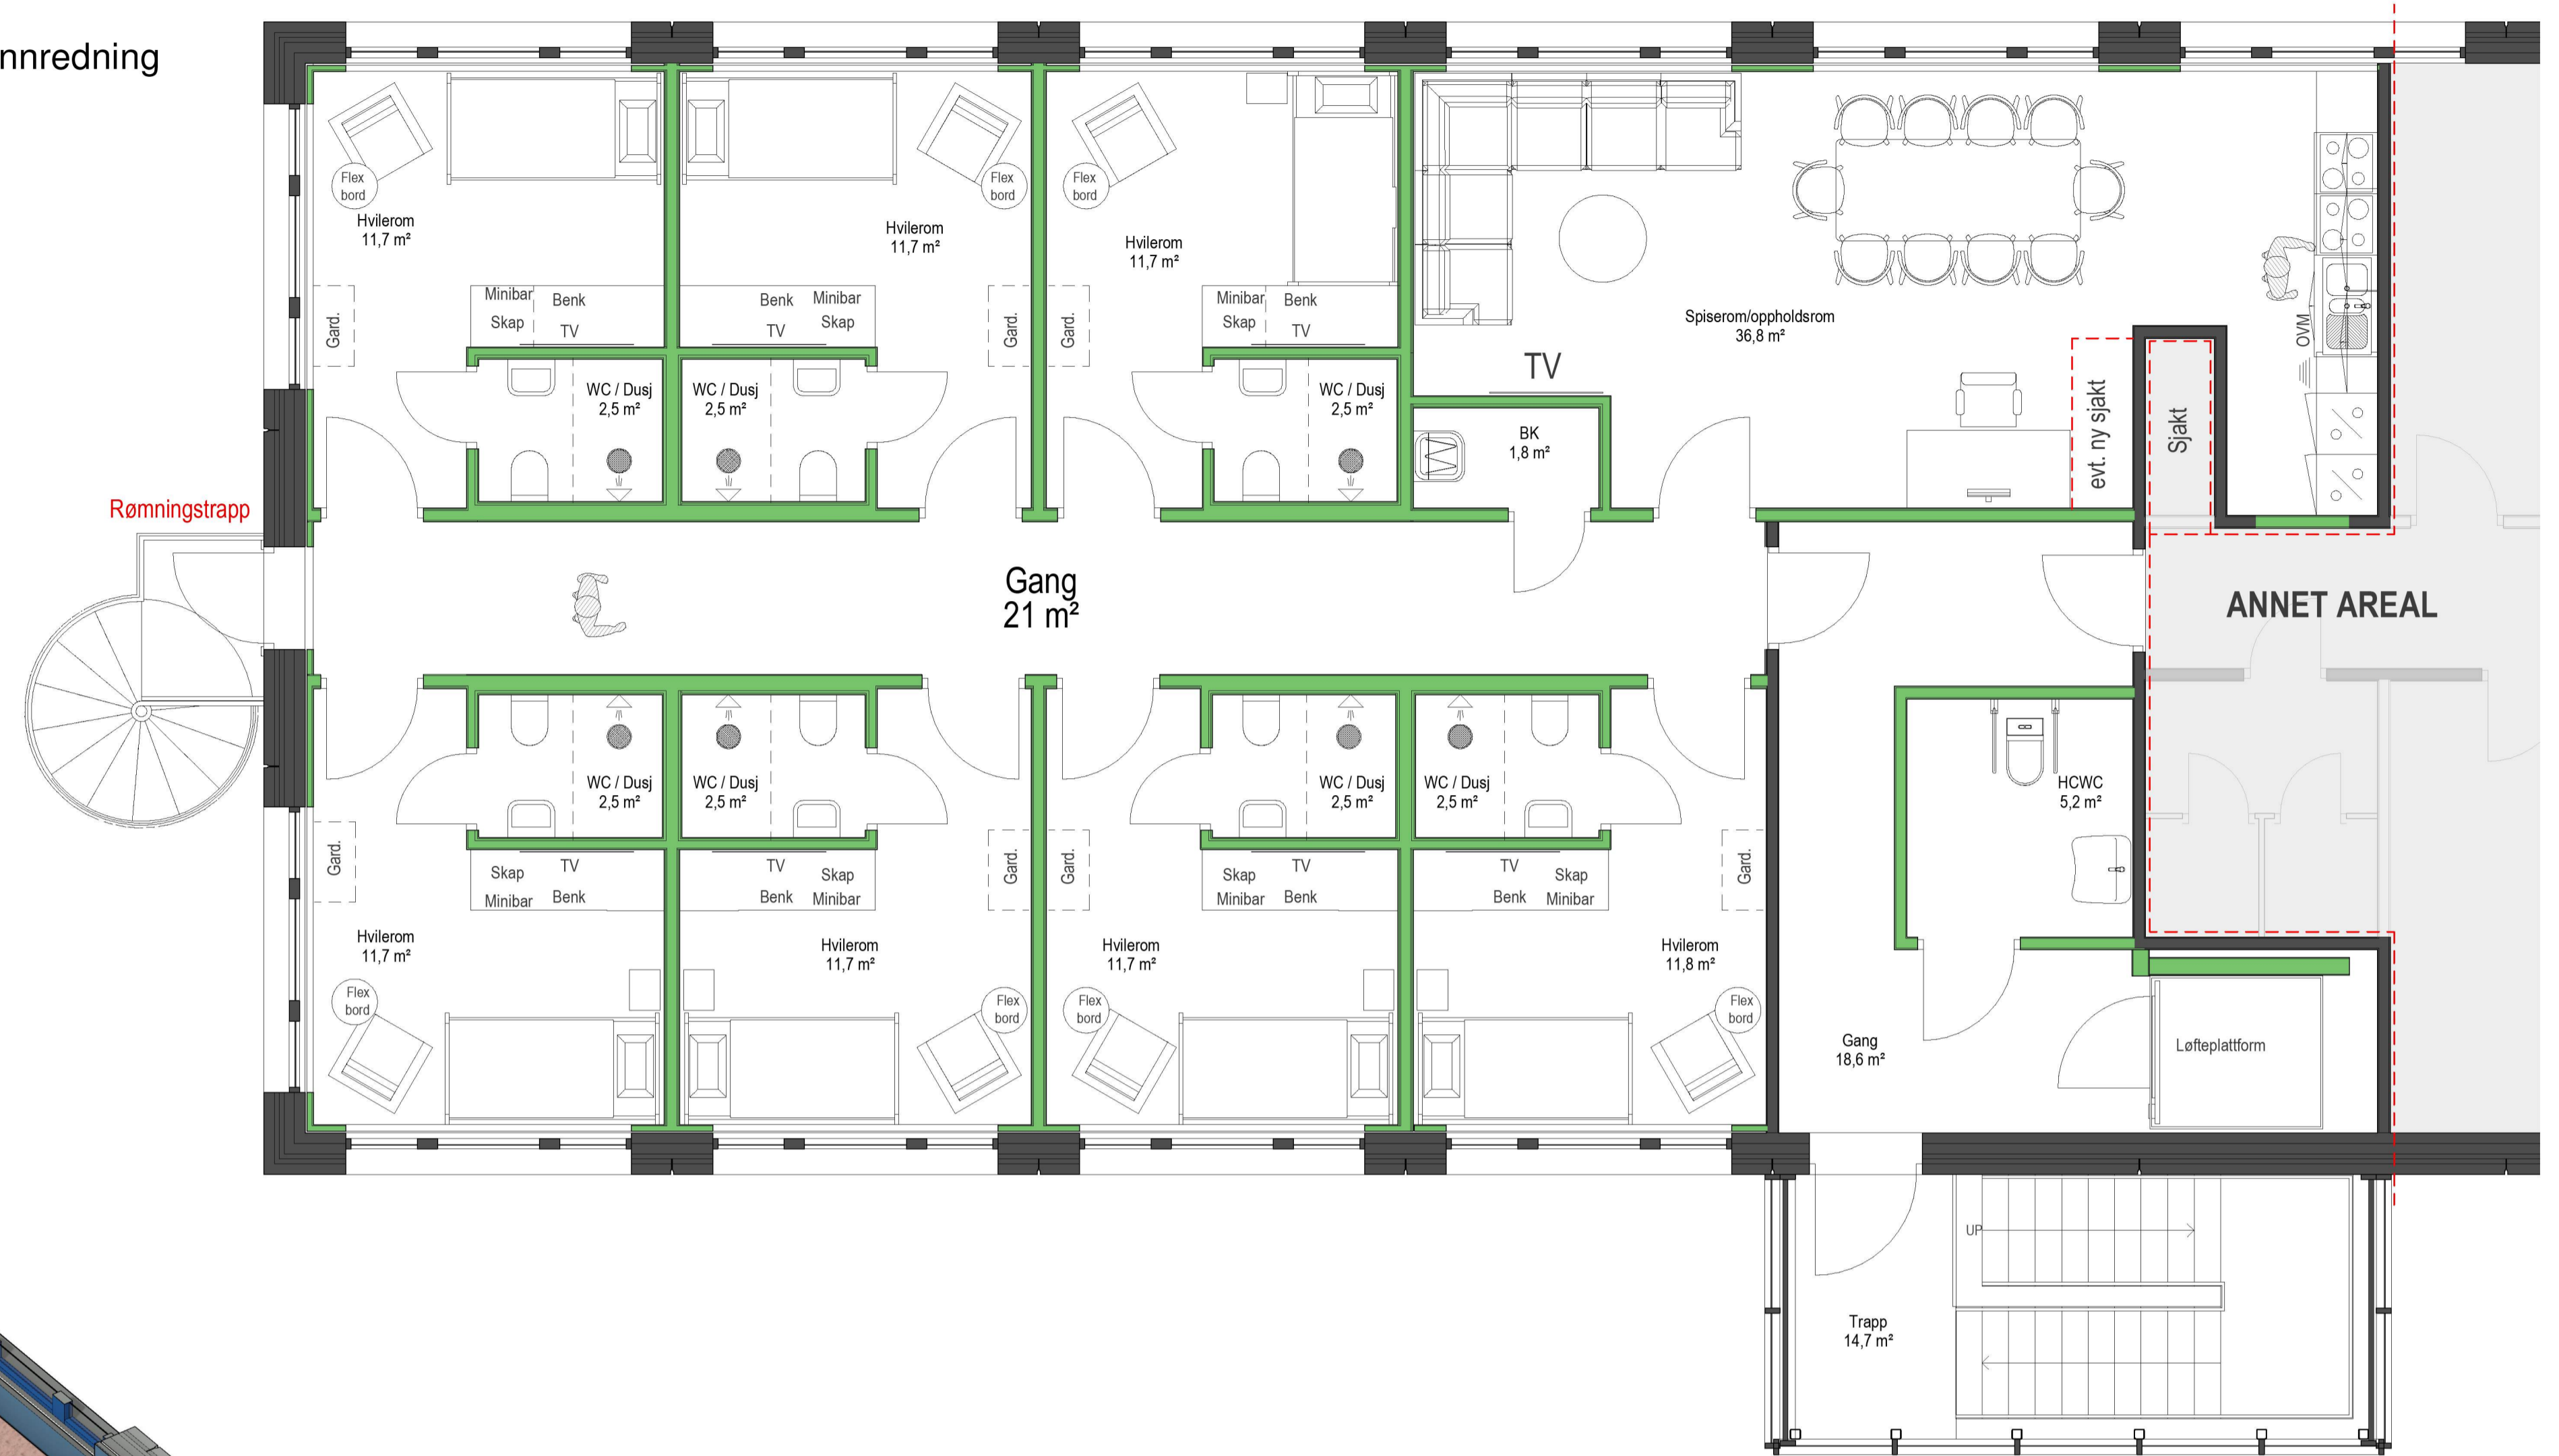 nnredning
Flex
bord
Hvilerom
11,7 m²
Gard.
Minibar
Benk
Skap
TV
WC / Dusj
2,5 m²
Flex
bord
Hvilerom
11,7 m²
Benk
Minibar
TV
Skap
Gard.
WC / Dusj
2,5 m²
Flex
bord
Hvilerom
11,7 m²
Gard.
Minibar
Benk
Skap
TV
WC / Dusj
2,5 m²
Spiserom/oppholdsrom
36,8 m²
TV
BK
1,8 m²
OVM
evt. ny sjakt
Sjakt
Rømningstrapp
Gang
21 m²
ANNET AREAL
WC / Dusj
2,5 m²
Gard.
Skap
TV
Minibar
Benk
Hvilerom
11,7 m²
Flex
bord
WC / Dusj
2,5 m²
TV
Skap
Benk
Minibar
Gard.
Hvilerom
11,7 m²
Flex
bord
WC / Dusj
2,5 m²
Gard.
Skap
TV
Minibar
Benk
Hvilerom
11,7 m²
Flex
bord
WC / Dusj
2,5 m²
TV
Skap
Benk
Minibar
Gard.
Hvilerom
11,8 m²
Flex
bord
HCWC
5,2 m²
Gang
18,6 m²
Løfteplattform
UP
Trapp
14,7 m²